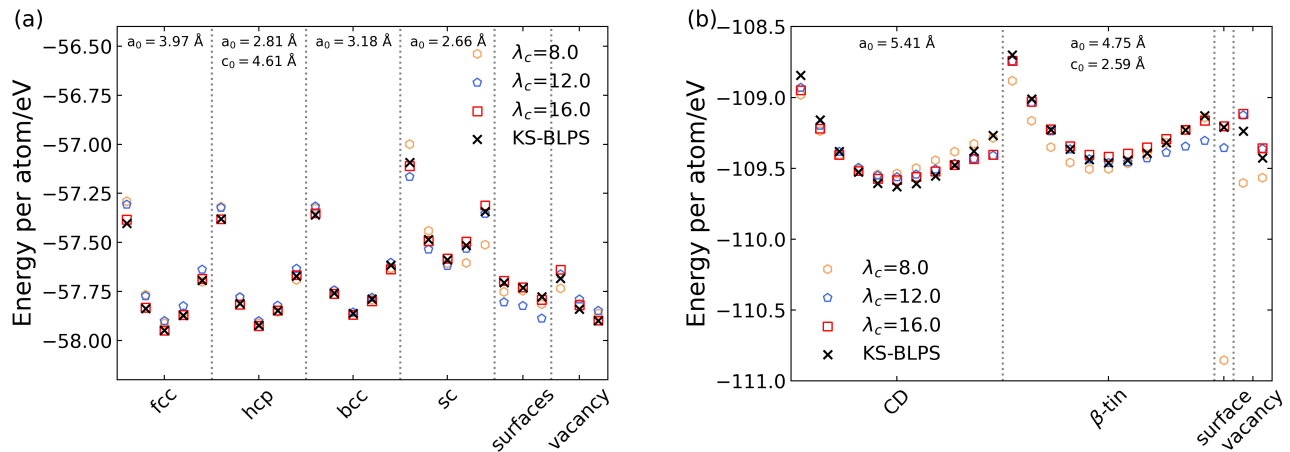 (a)
a₀ = 3.97 Å
a₀ = 2.81 Å
c₀ = 4.61 Å
a₀ = 3.18 Å
a₀ = 2.66 Å
λc=8.0
λc=12.0
λc=16.0
KS-BLPS
Energy per atom/eV
−56.50
−56.75
−57.00
−57.25
−57.50
−57.75
−58.00
fcc
hcp
bcc
sc
surfaces
vacancy
(b)
a₀ = 5.41 Å
a₀ = 4.75 Å
c₀ = 2.59 Å
Energy per atom/eV
−108.5
−109.0
−109.5
−110.0
−110.5
−111.0
λc=8.0
λc=12.0
λc=16.0
KS-BLPS
CD
β-tin
surface
vacancy